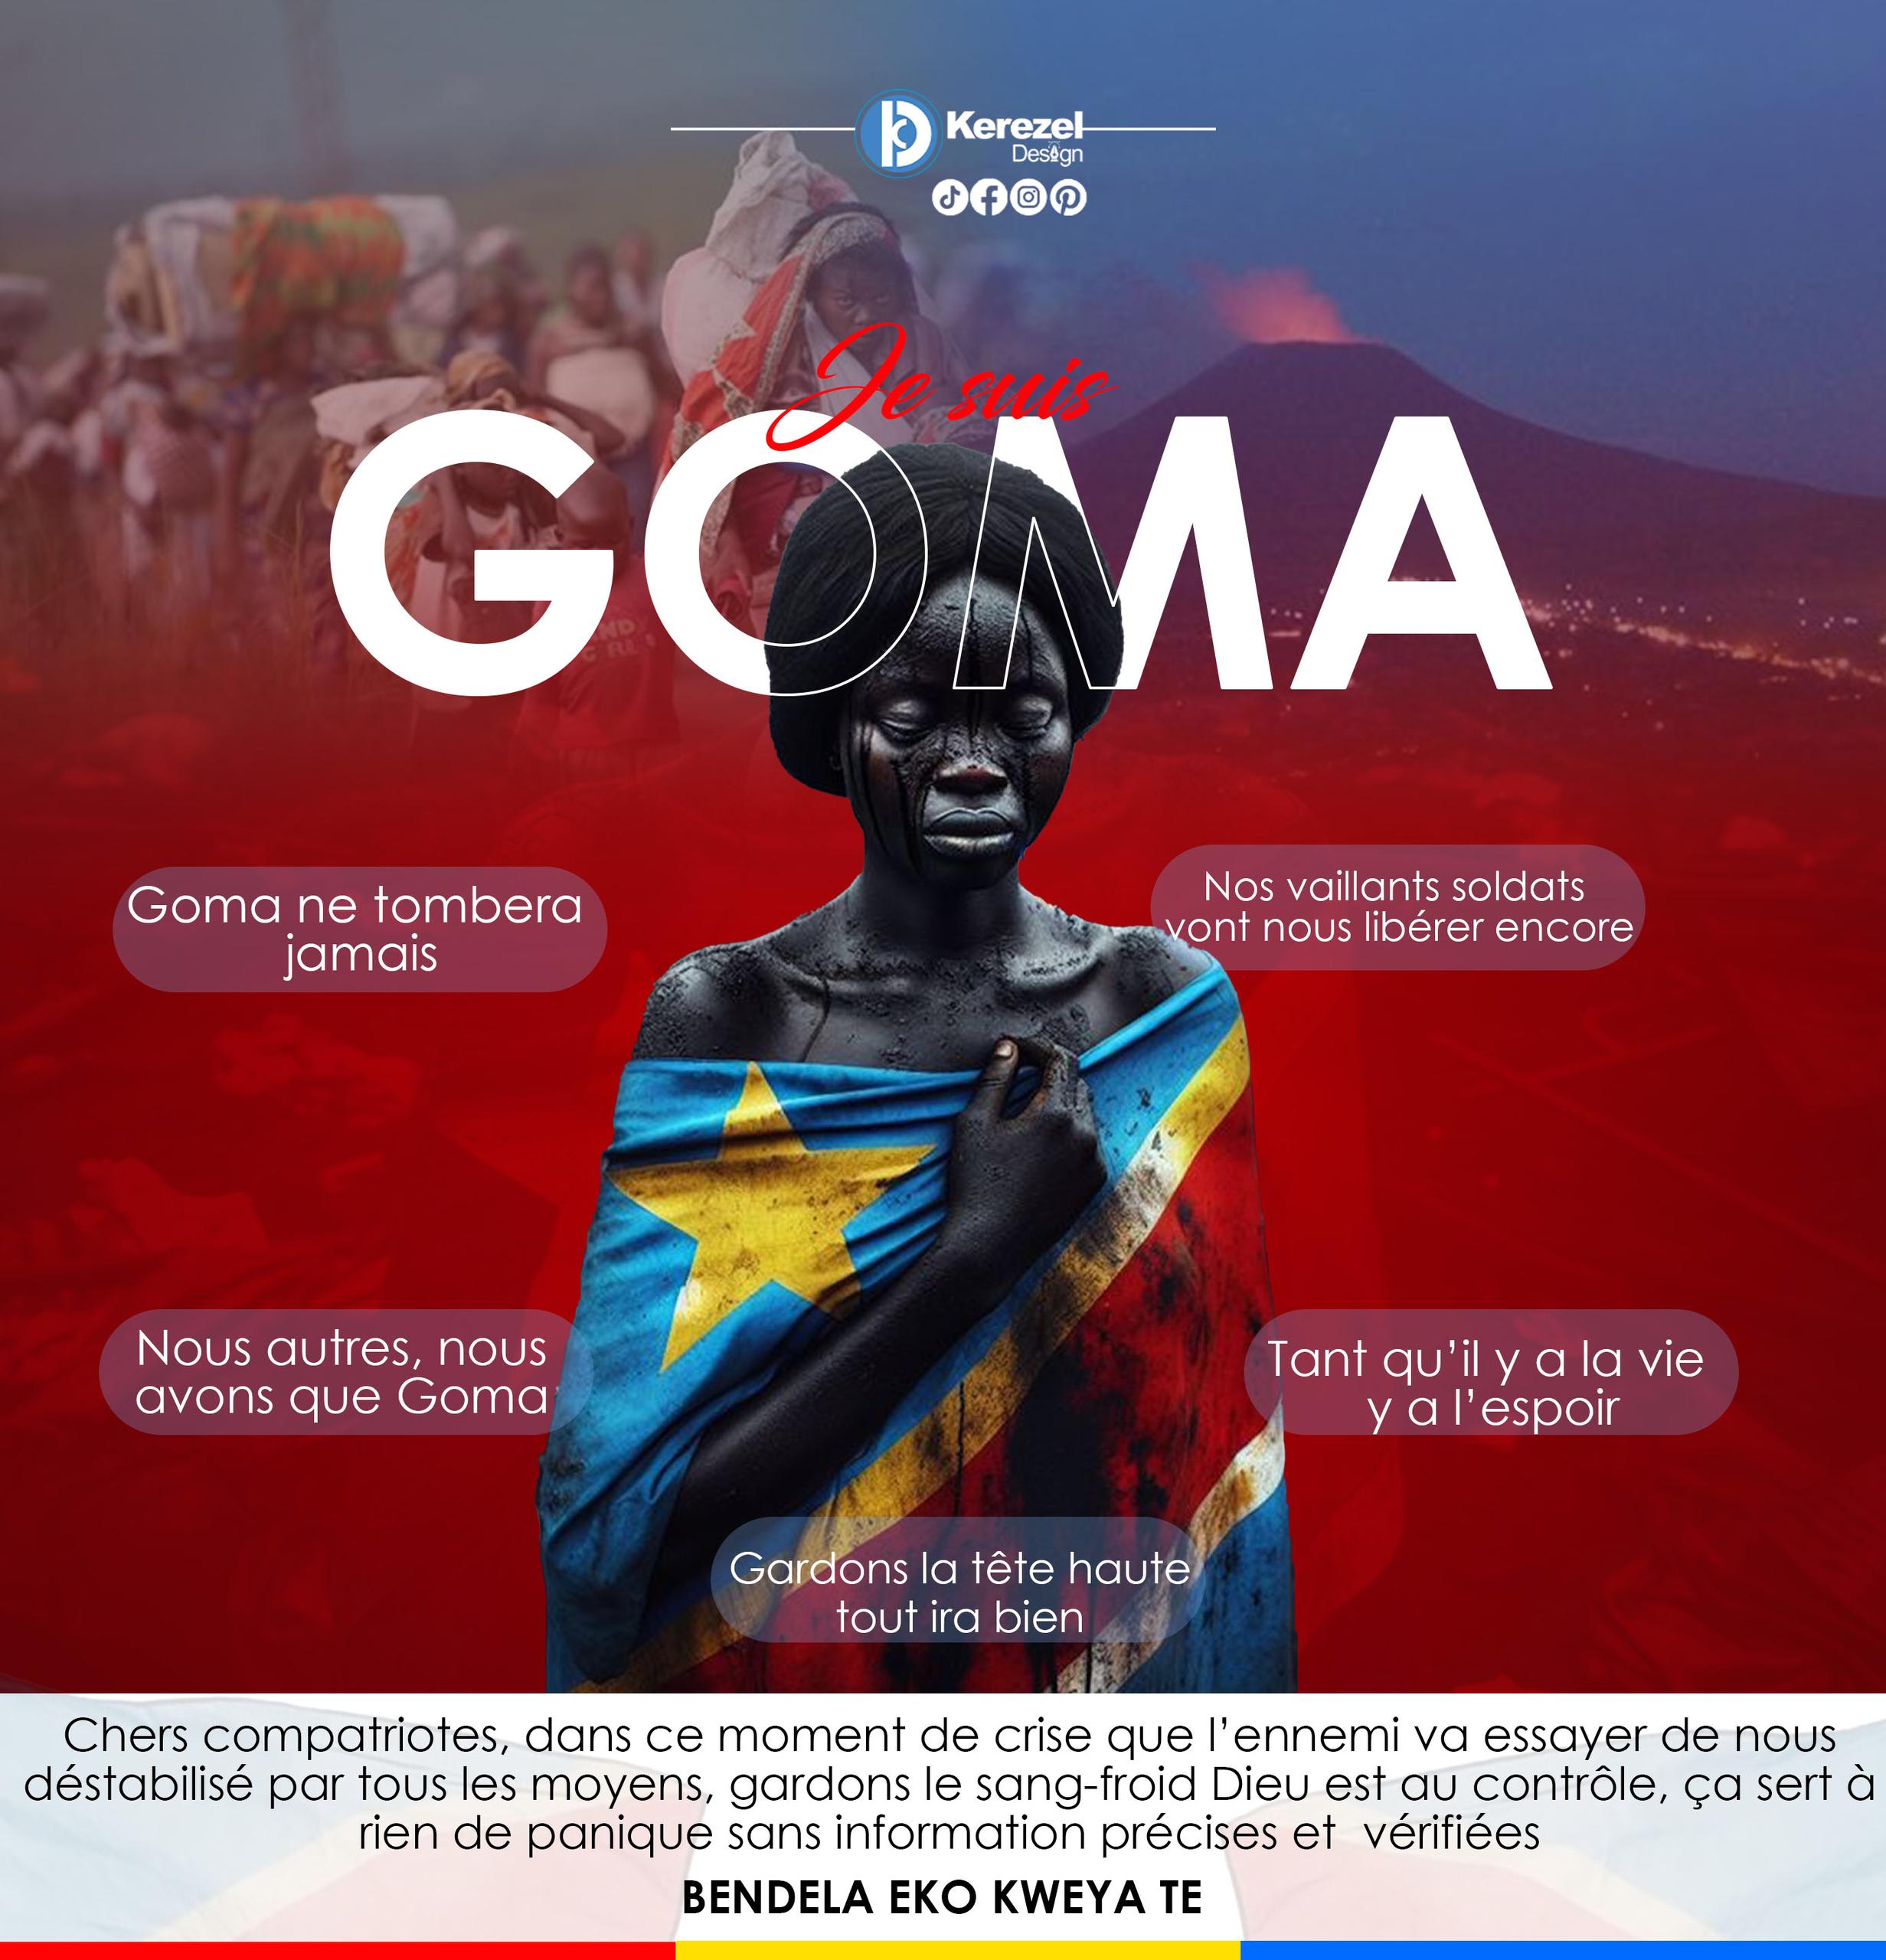 Kerezel
Design
Je suis
GOMA
Goma ne tombera
jamais
Nos vaillants soldats
vont nous libérer encore
Nous autres, nous
avons que Goma
Tant qu’il y a la vie
y a l’espoir
Gardons la tête haute
tout ira bien
Chers compatriotes, dans ce moment de crise que l’ennemi va essayer de nous
déstabilisé par tous les moyens, gardons le sang-froid Dieu est au contrôle, ça sert à
rien de panique sans information précises et vérifiées
BENDELA EKO KWEYA TE